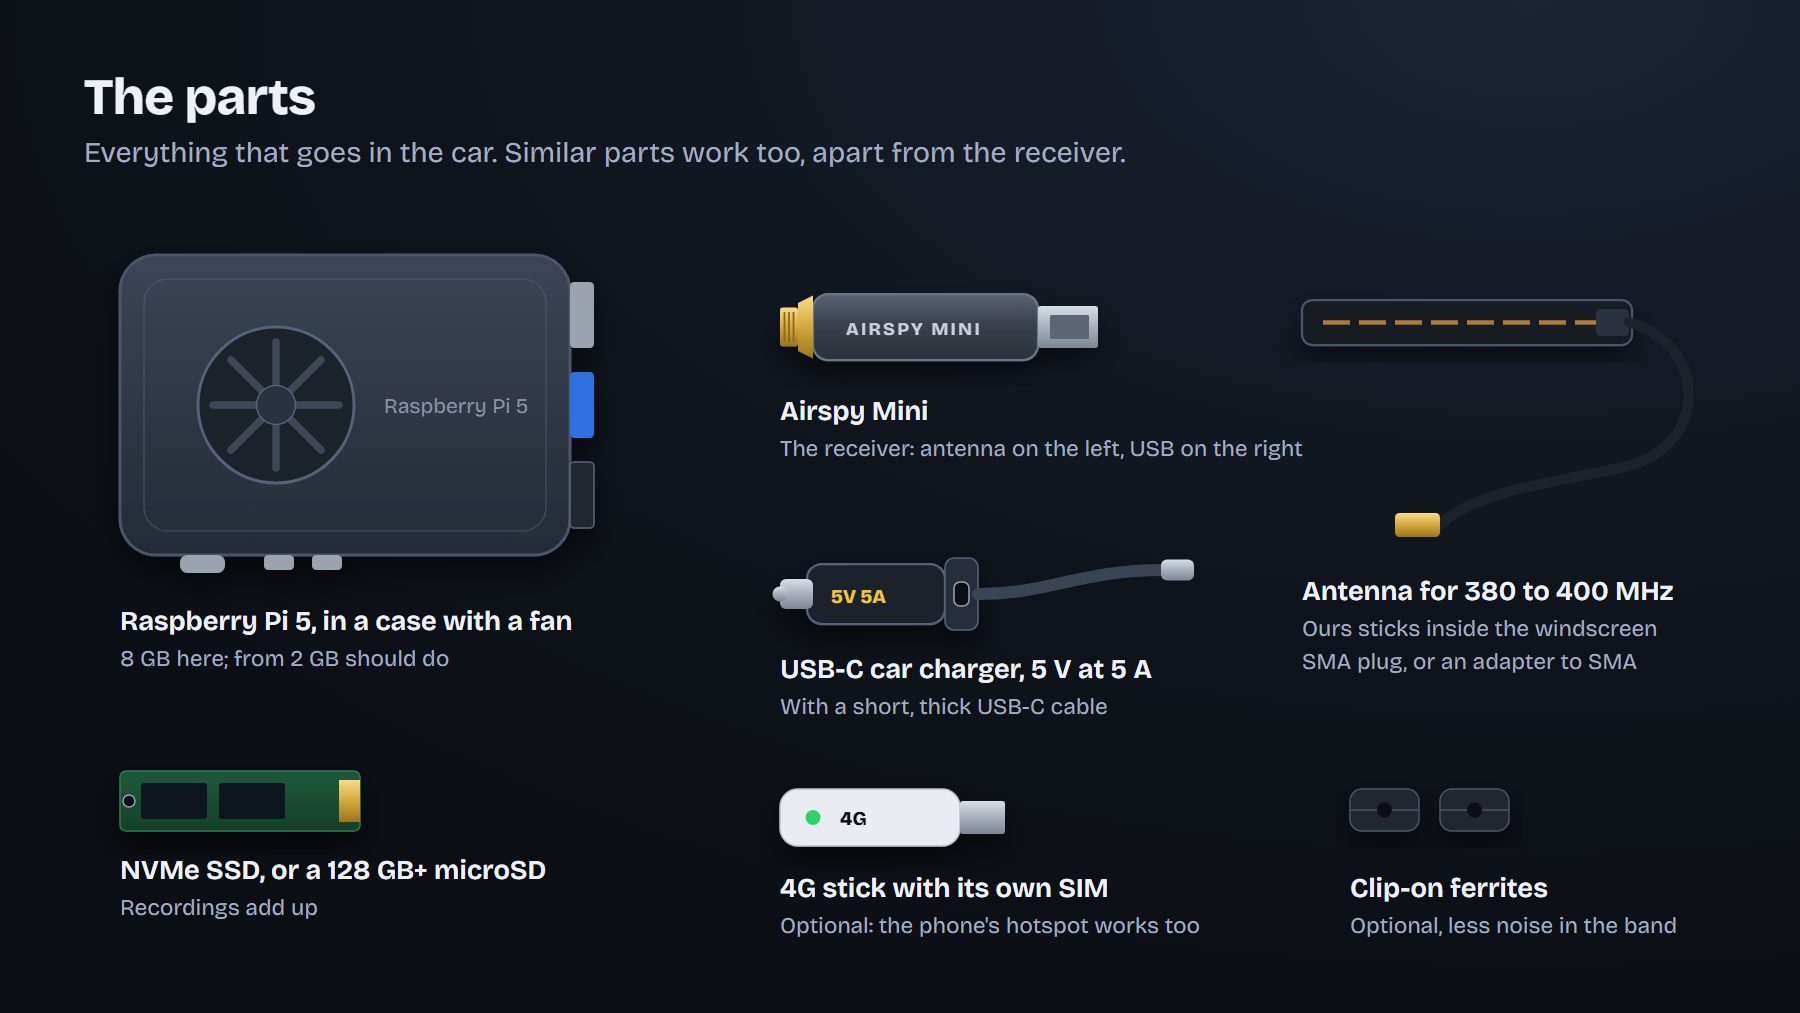 The parts
Everything that goes in the car. Similar parts work too, apart from the receiver.
Raspberry Pi 5
Raspberry Pi 5, in a case with a fan
8 GB here; from 2 GB should do
AIRSPY MINI
Airspy Mini
The receiver: antenna on the left, USB on the right
5V 5A
USB-C car charger, 5 V at 5 A
With a short, thick USB-C cable
Antenna for 380 to 400 MHz
Ours sticks inside the windscreen
SMA plug, or an adapter to SMA
NVMe SSD, or a 128 GB+ microSD
Recordings add up
4G
4G stick with its own SIM
Optional: the phone's hotspot works too
Clip-on ferrites
Optional, less noise in the band